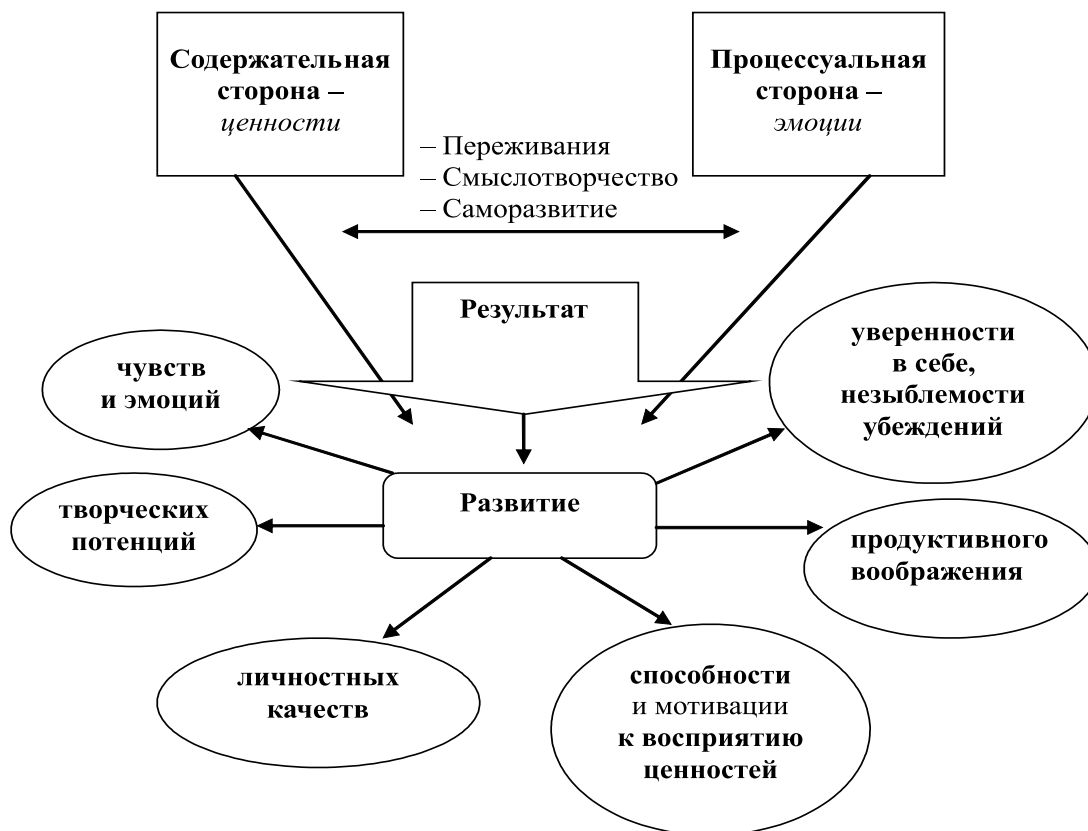 Содержательная
сторона –
ценности
Процессуальная
сторона –
эмоции
– Переживания
– Смыслотворчество
– Саморазвитие
Результат
чувств
и эмоций
уверенности
в себе,
незыблемости
убеждений
Развитие
творческих
потенций
продуктивного
воображения
личностных
качеств
способности
и мотивации
к восприятию
ценностей